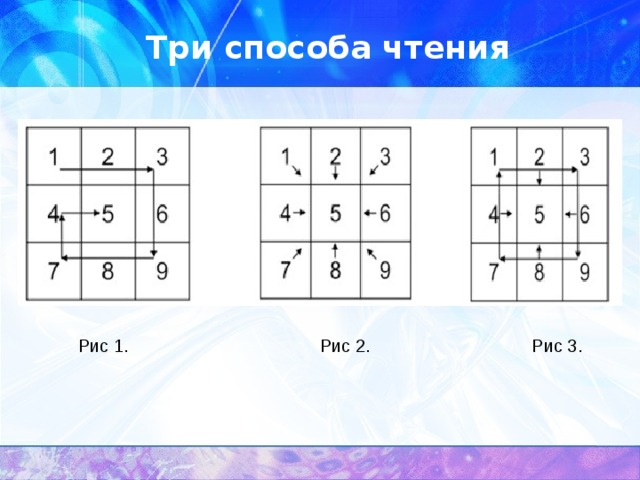 Три способа чтения
1 2 3 1 2 3 1 2 3
4 5 6 4 5 6 4 5 6
7 8 9 7 8 9 7 8 9
Рис 1. Рис 2. Рис 3.